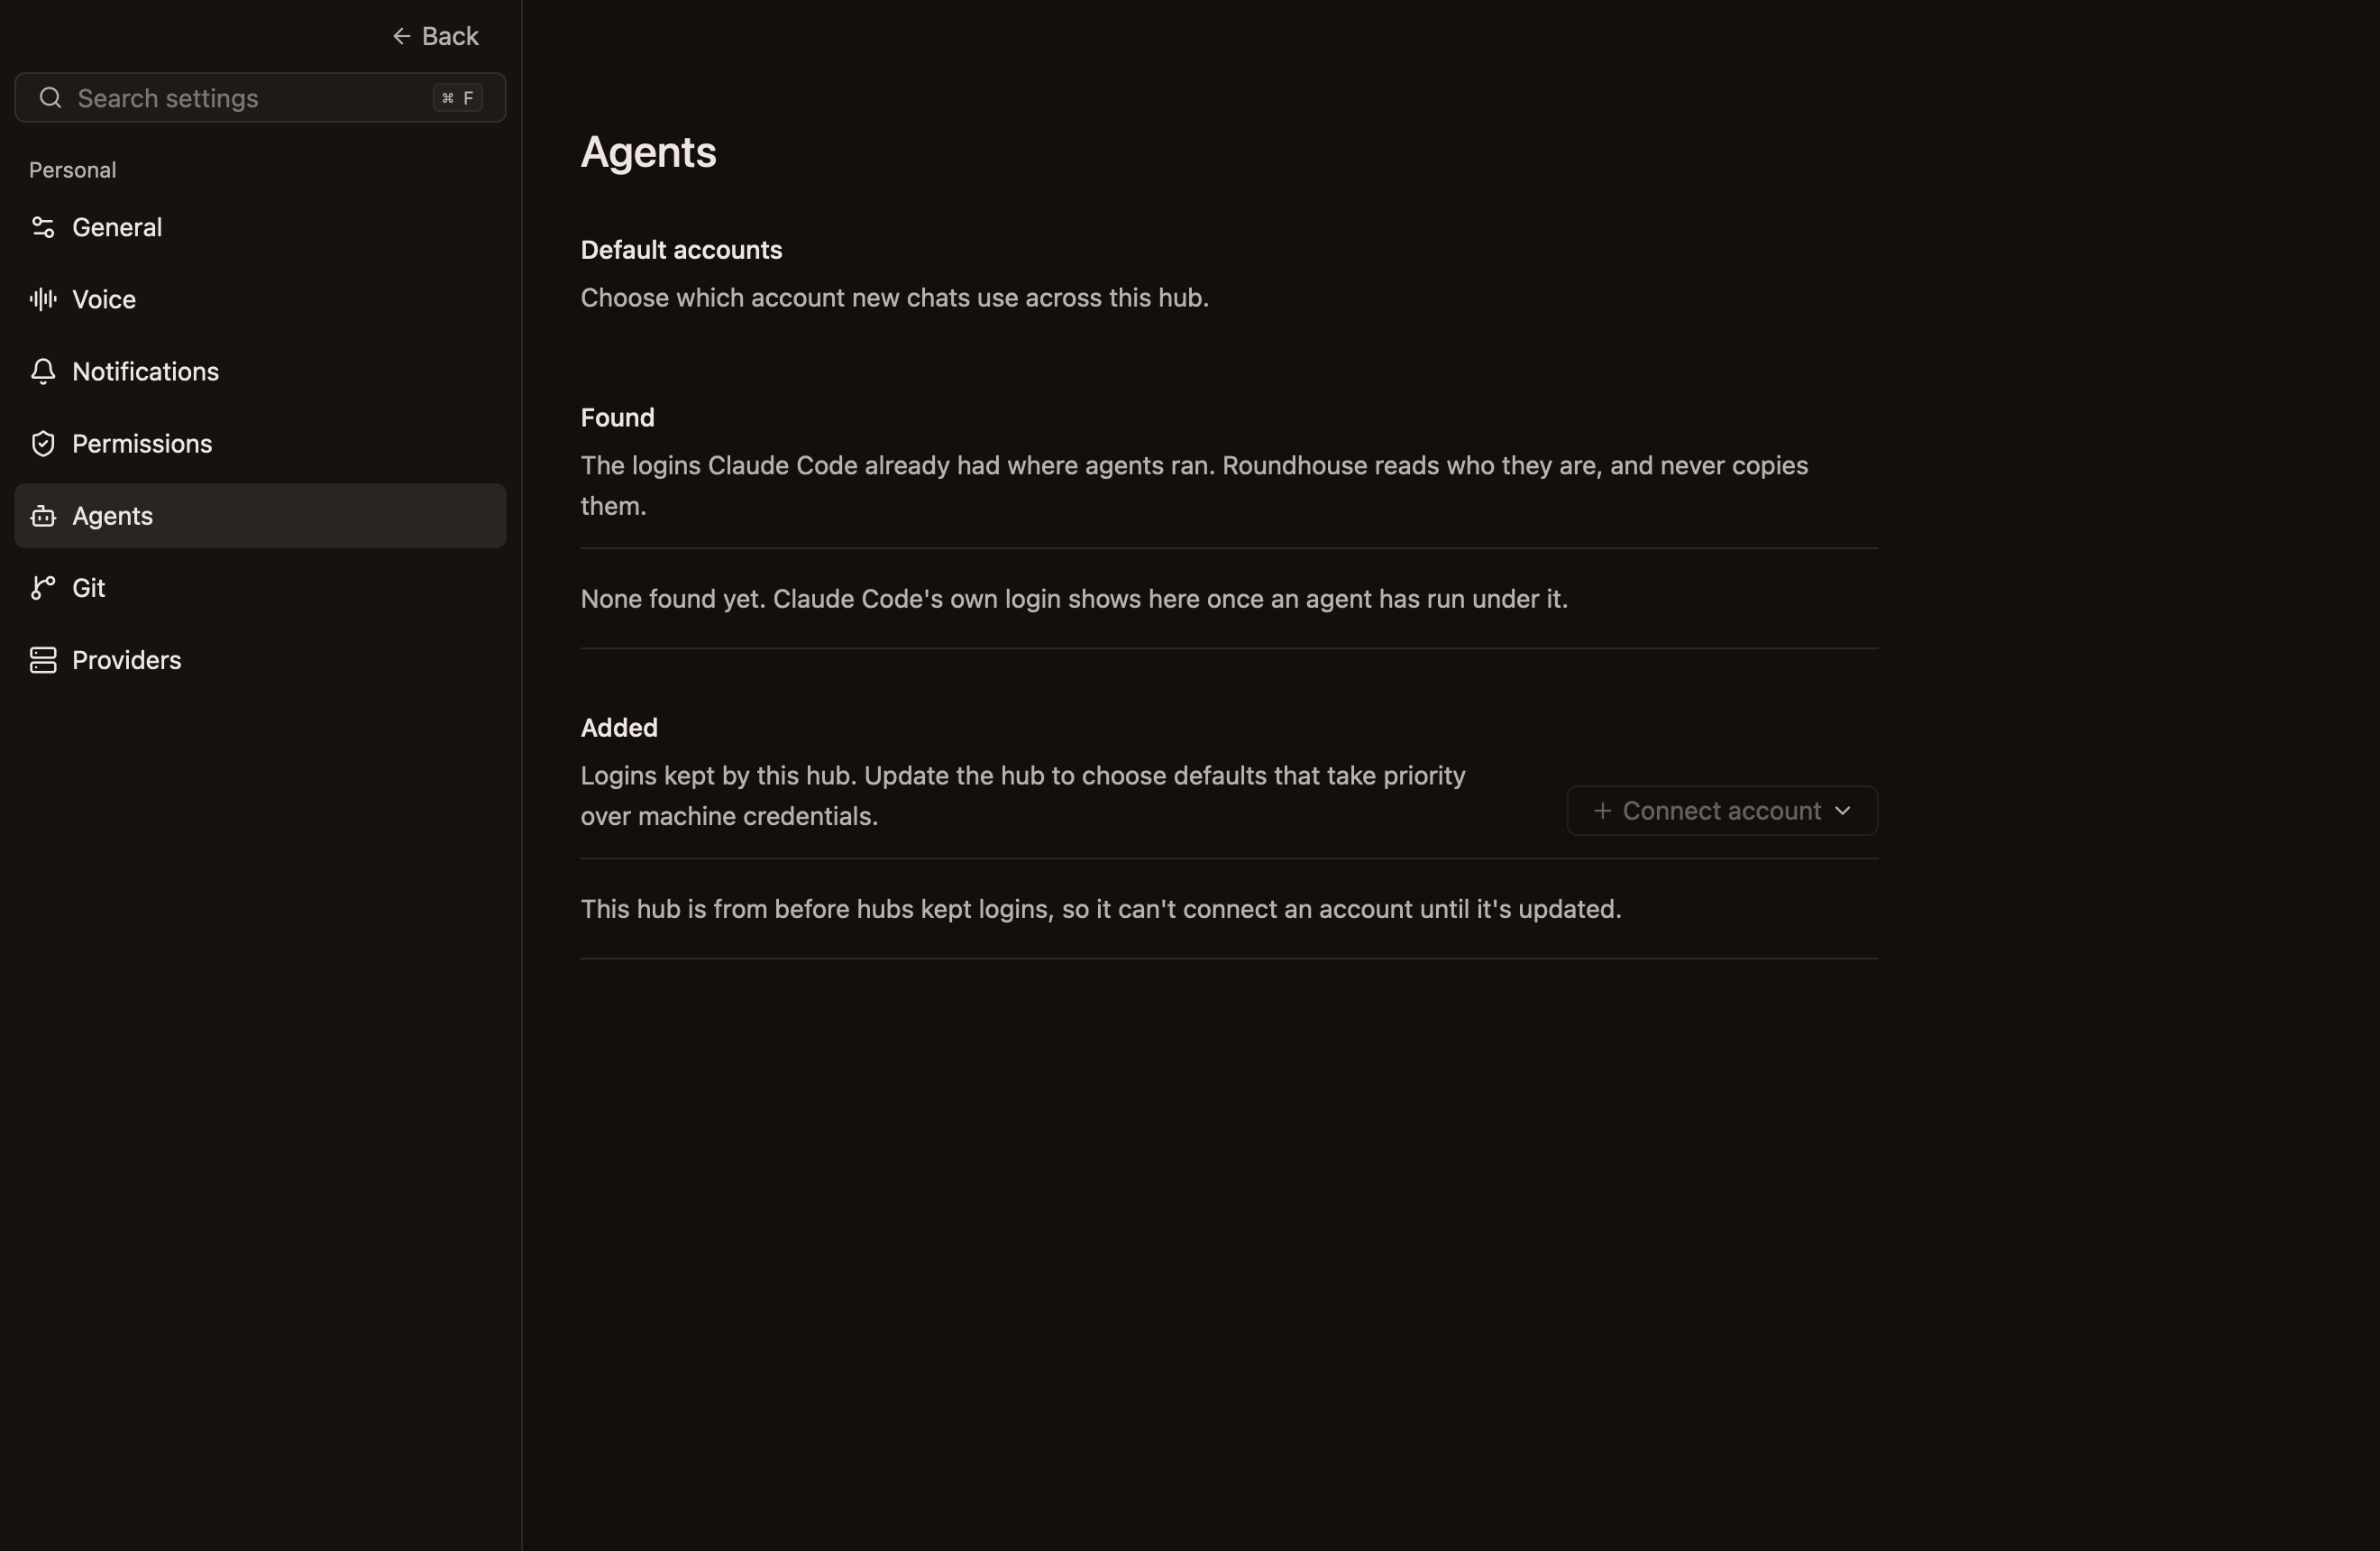 Back
Search settings
⌘ F
Personal
General
Voice
Notifications
Permissions
Agents
Git
Providers
Agents
Default accounts
Choose which account new chats use across this hub.
Found
The logins Claude Code already had where agents ran. Roundhouse reads who they are, and never copies
them.
None found yet. Claude Code's own login shows here once an agent has run under it.
Added
Logins kept by this hub. Update the hub to choose defaults that take priority
over machine credentials.
Connect account
This hub is from before hubs kept logins, so it can't connect an account until it's updated.